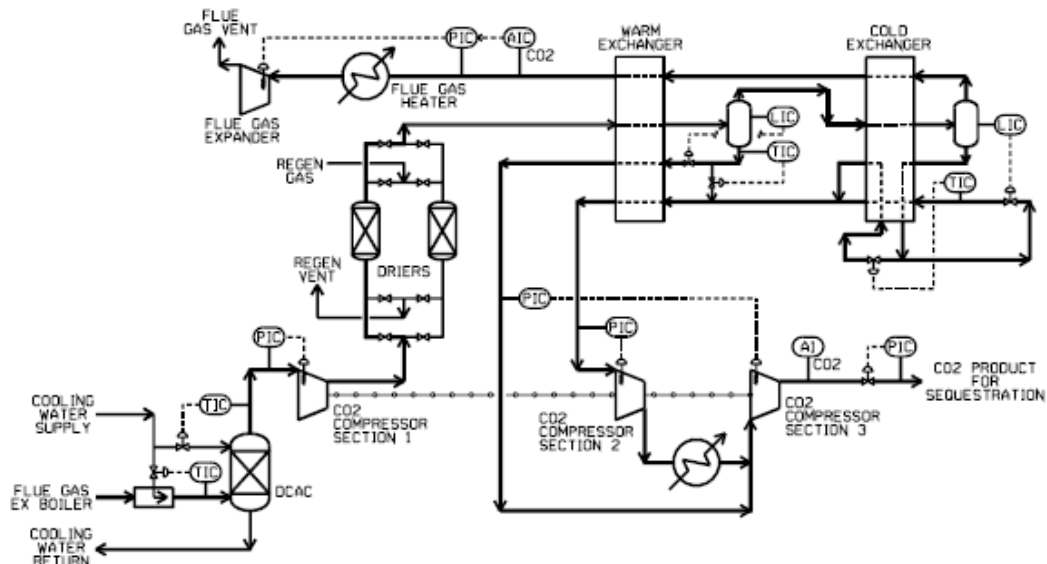 FLUE
GAS VENT
PIC
AIC
CO2
WARM
EXCHANGER
COLD
EXCHANGER
FLUE GAS
HEATER
FLUE GAS
EXPANDER
LIC
TIC
LIC
TIC
REGEN
GAS
REGEN
VENT
DRIERS
PIC
PIC
PIC
AI
CO2
PIC
CO2 PRODUCT
FOR
SEQUESTRATION
COOLING
WATER
SUPPLY
TIC
CO2
COMPRESSOR
SECTION 1
CO2
COMPRESSOR
SECTION 2
CO2
COMPRESSOR
SECTION 3
TIC
FLUE GAS
EX BOILER
DCAC
COOLING
WATER
RETURN